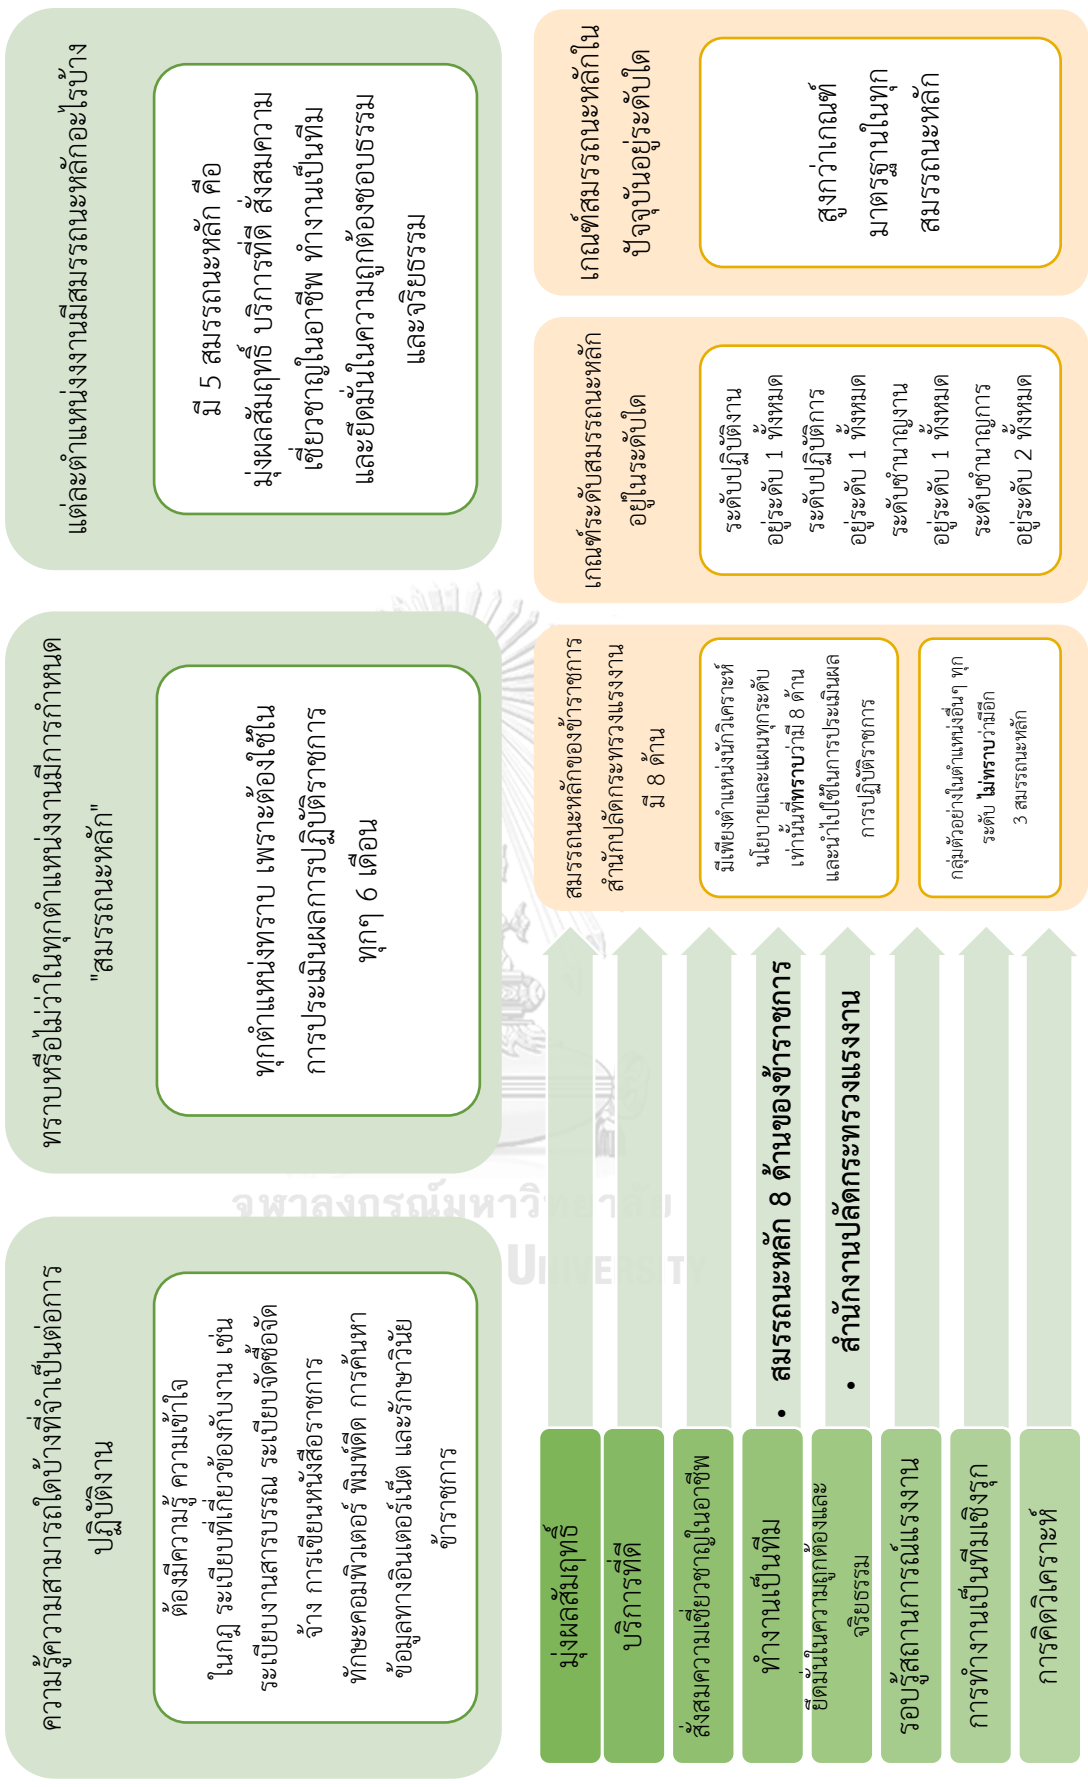 ความรู้ความสามารถใดบ้างที่จำเป็นต่อการ
ปฏิบัติงาน
ต้องมีความรู้ ความเข้าใจ
ในกฎ ระเบียบที่เกี่ยวข้องกับงาน เช่น
ระเบียบงานสารบรรณ ระเบียบจัดซื้อจัด
จ้าง การเขียนหนังสือราชการ
ทักษะคอมพิวเตอร์ พิมพ์ดีด การค้นหา
ข้อมูลทางอินเตอร์เน็ต และรักษาวินัย
ข้าราชการ
ทราบหรือไม่ว่าในทุกตำแหน่งงานมีการกำหนด
"สมรรถนะหลัก"
ทุกตำแหน่งทราบ เพราะต้องใช้ใน
การประเมินผลการปฏิบัติราชการ
ทุกๆ 6 เดือน
แต่ละตำแหน่งงานมีสมรรถนะหลักอะไรบ้าง
มี 5 สมรรถนะหลัก คือ
มุ่งผลสัมฤทธิ์ บริการที่ดี สั่งสมความ
เชี่ยวชาญในอาชีพ ทำงานเป็นทีม
และยึดมั่นในความถูกต้องชอบธรรม
และจริยธรรม
มุ่งผลสัมฤทธิ์
บริการที่ดี
สั่งสมความเชี่ยวชาญในอาชีพ
ทำงานเป็นทีม
ยึดมั่นในความถูกต้องและ
จริยธรรม
รอบรู้สถานการณ์แรงงาน
การทำงานเป็นทีมเชิงรุก
การคิดวิเคราะห์
• สมรรถนะหลัก 8 ด้านของข้าราชการ
• สำนักงานปลัดกระทรวงแรงงาน
สมรรถนะหลักของข้าราชการ
สำนักปลัดกระทรวงแรงงาน
มี 8 ด้าน
มีเพียงตำแหน่งนักวิเคราะห์
นโยบายและแผนทุกระดับ
เท่านั้นที่ทราบว่ามี 8 ด้าน
และนำไปใช้ในการประเมินผล
การปฏิบัติราชการ
กลุ่มตัวอย่างในตำแหน่งอื่นๆ ทุก
ระดับ ไม่ทราบว่ามีอีก
3 สมรรถนะหลัก
เกณฑ์ระดับสมรรถนะหลัก
อยู่ในระดับใด
ระดับปฏิบัติงาน
อยู่ระดับ 1 ทั้งหมด
ระดับปฏิบัติการ
อยู่ระดับ 1 ทั้งหมด
ระดับชำนาญงาน
อยู่ระดับ 1 ทั้งหมด
ระดับชำนาญการ
อยู่ระดับ 2 ทั้งหมด
เกณฑ์สมรรถนะหลักใน
ปัจจุบันอยู่ระดับใด
สูงกว่าเกณฑ์
มาตรฐานในทุก
สมรรถนะหลัก
จุฬาลงกรณ์มหาวิทยาลัย
UNIVERSITY